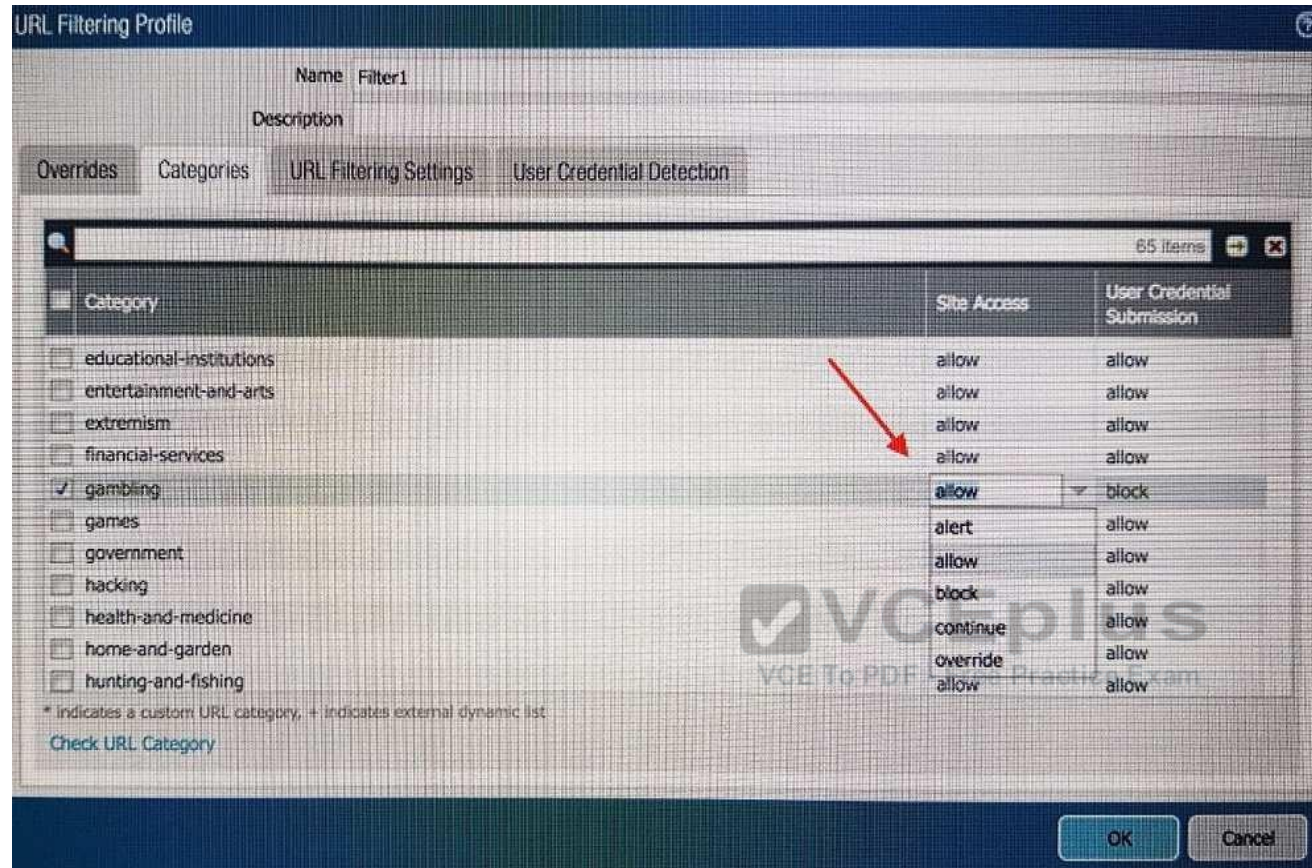 URL Filtering Profile
Name Filter1
Description
Overrides Categories URL Filtering Settings User Credential Detection
65 items
Category Site Access User Credential Submission
educational-institutions allow allow
entertainment-and-arts allow allow
extremism allow allow
financial-services allow allow
gambling allow block
games alert allow
government allow allow
hacking block allow
health-and-medicine continue allow
home-and-garden override allow
hunting-and-fishing allow allow
VCEplus
VCE To PDF - Free Practice Exam
* indicates a custom URL category, + indicates external dynamic list
Check URL Category
OK Cancel